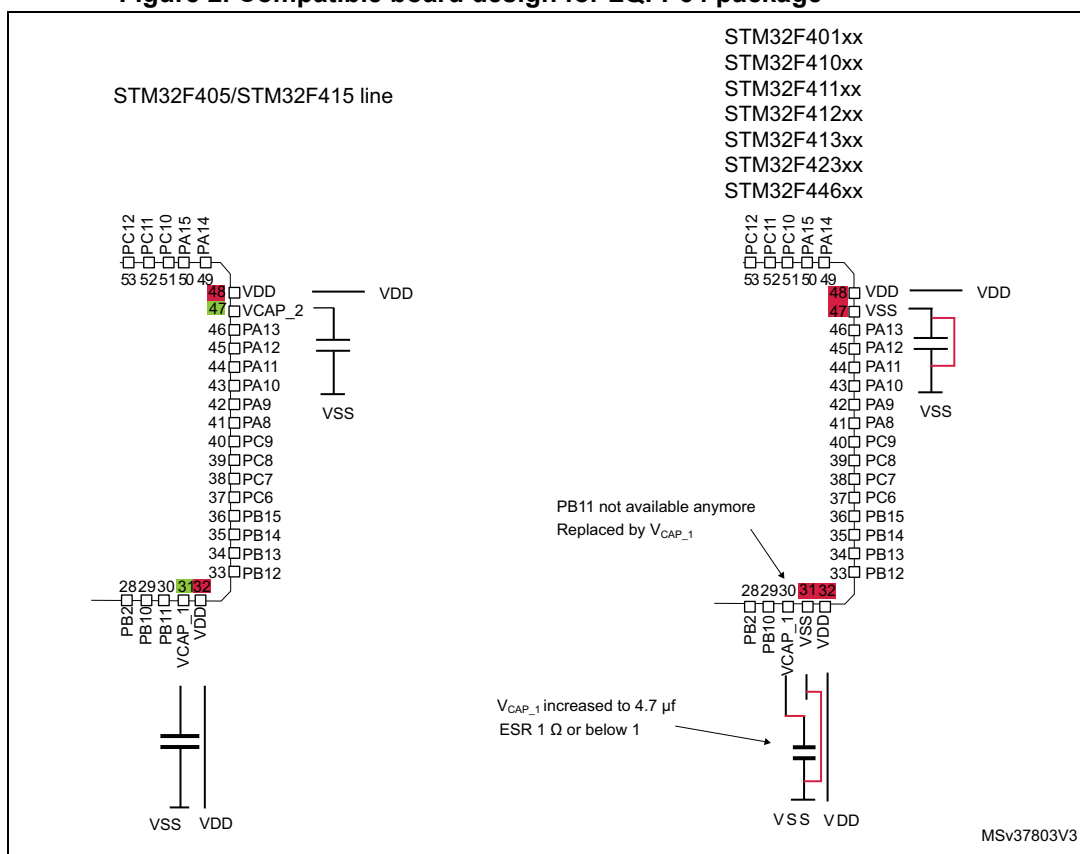 Figure 2. Compatible board design for LQFP64 package
STM32F405/STM32F415 line
PC12
PC11
PC10
PA15
PA14
53 52 51 50 49
48 VDD
VDD
47 VCAP_2
46 PA13
45 PA12
44 PA11
43 PA10
42 PA9
41 PA8
40 PC9
39 PC8
38 PC7
37 PC6
36 PB15
35 PB14
34 PB13
33 PB12
VSS
28 29 30 31 32
PB2
PB10
PB11
VCAP_1
VDD
VSS
VDD
STM32F401xx
STM32F410xx
STM32F411xx
STM32F412xx
STM32F413xx
STM32F423xx
STM32F446xx
PC12
PC11
PC10
PA15
PA14
53 52 51 50 49
48 VDD
VDD
47 VSS
46 PA13
45 PA12
44 PA11
43 PA10
42 PA9
41 PA8
40 PC9
39 PC8
38 PC7
37 PC6
36 PB15
35 PB14
34 PB13
33 PB12
VSS
PB11 not available anymore
Replaced by VCAP_1
28 29 30 31 32
PB2
PB10
VCAP_1
VSS
VDD
VCAP_1 increased to 4.7 µf
ESR 1 Ω or below 1
VSS
VDD
MSv37803V3